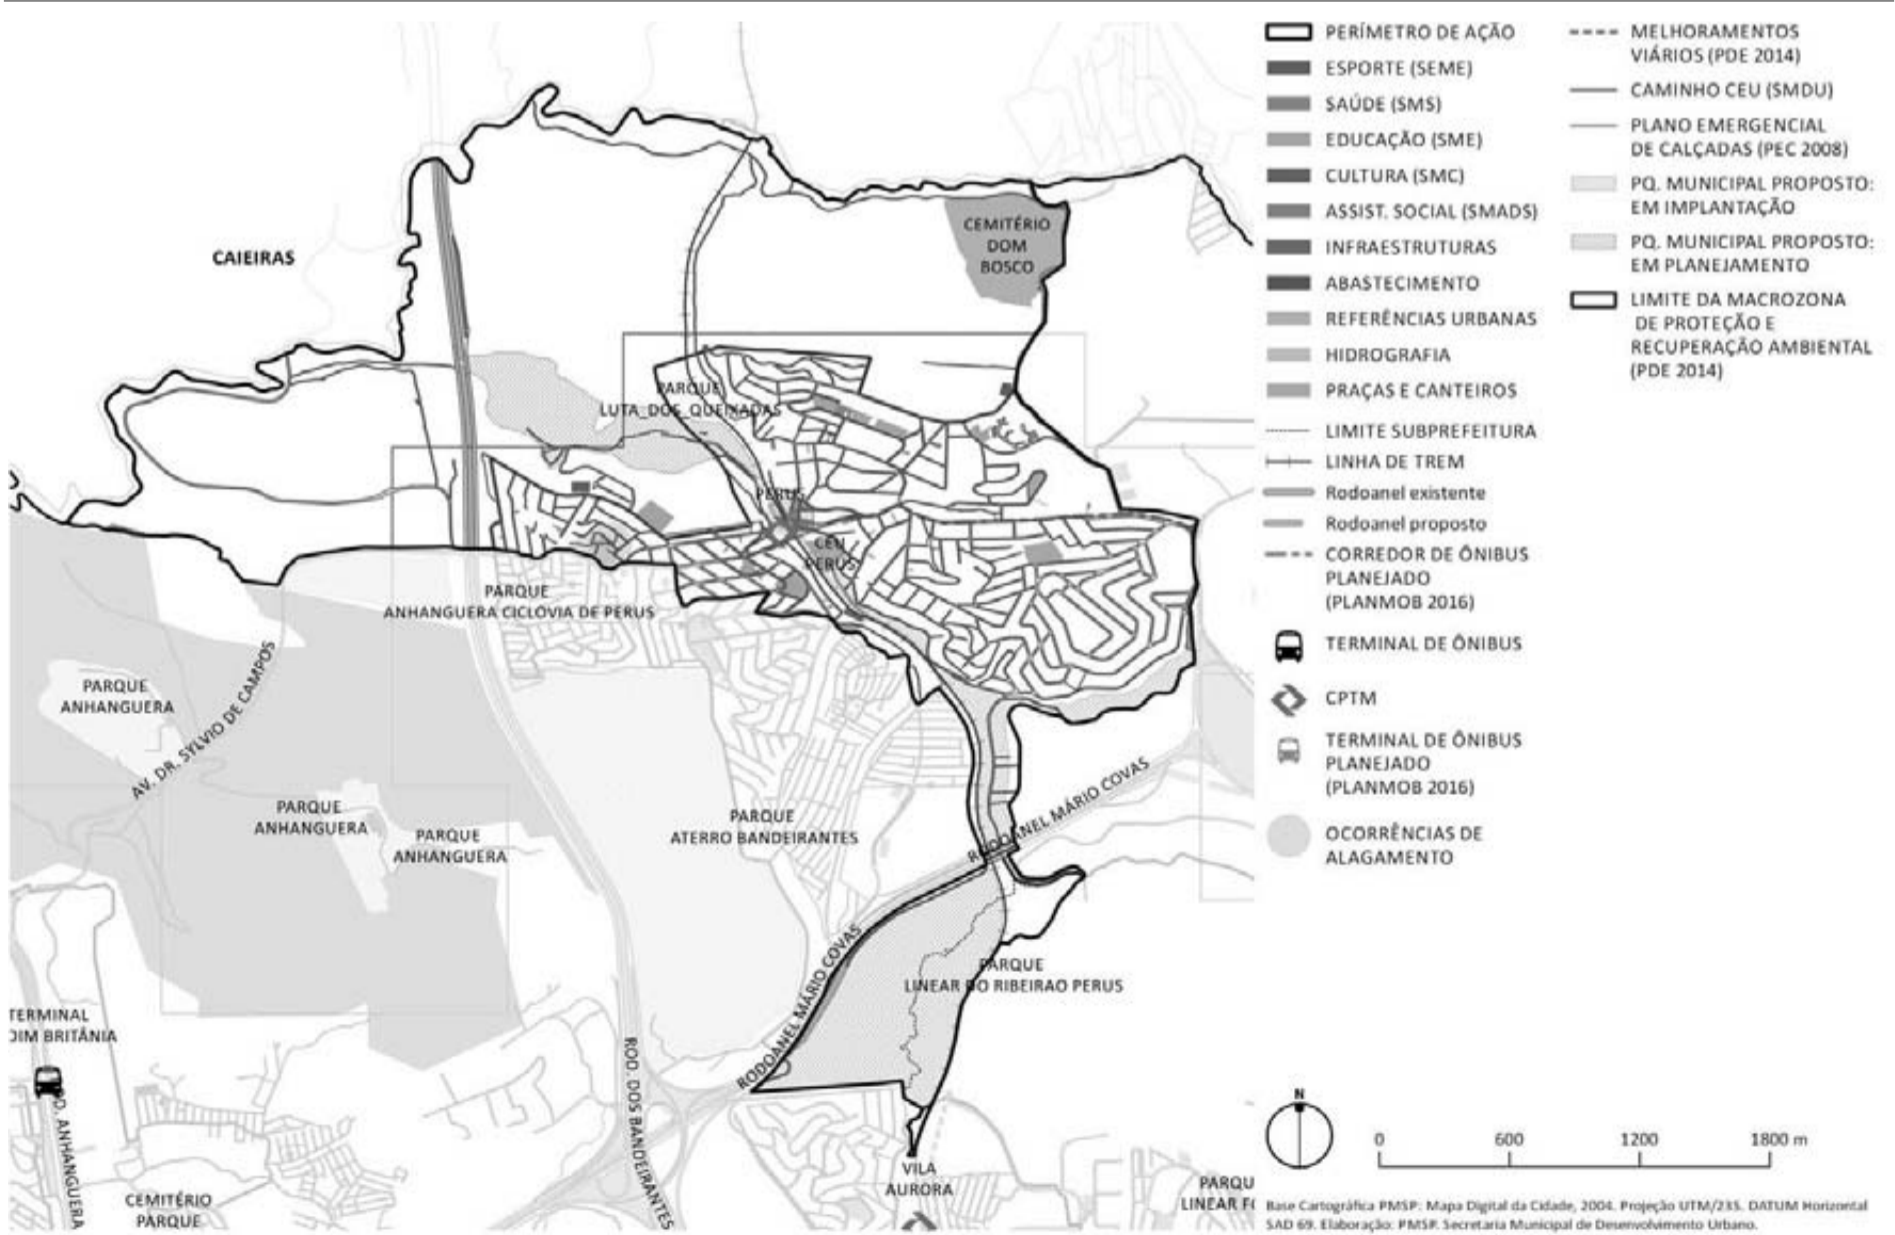 CAIEIRAS
CEMITÉRIO
DOM
BOSCO
PARQUE
LUTA_DOS_QUEIXADAS
PERUS
CEU
PERUS
PARQUE
ANHANGUERA CICLOVIA DE PERUS
PARQUE
ANHANGUERA
AV. DR. SYLVIO DE CAMPOS
PARQUE
ANHANGUERA
PARQUE
ANHANGUERA
PARQUE
ATERRO BANDEIRANTES
RODOANEL MÁRIO COVAS
RODOANEL MÁRIO COVAS
PARQUE
LINEAR DO RIBEIRAO PERUS
TERMINAL
DIM BRITÂNIA
D. ANHANGUERA
ROD. DOS BANDEIRANTES
CEMITÉRIO
PARQUE
VILA
AURORA
PARQU
LINEAR FO
PERÍMETRO DE AÇÃO
ESPORTE (SEME)
SAÚDE (SMS)
EDUCAÇÃO (SME)
CULTURA (SMC)
ASSIST. SOCIAL (SMADS)
INFRAESTRUTURAS
ABASTECIMENTO
REFERÊNCIAS URBANAS
HIDROGRAFIA
PRAÇAS E CANTEIROS
LIMITE SUBPREFEITURA
LINHA DE TREM
Rodoanel existente
Rodoanel proposto
CORREDOR DE ÔNIBUS
PLANEJADO
(PLANMOB 2016)
TERMINAL DE ÔNIBUS
CPTM
TERMINAL DE ÔNIBUS
PLANEJADO
(PLANMOB 2016)
OCORRÊNCIAS DE
ALAGAMENTO
MELHORAMENTOS
VIÁRIOS (PDE 2014)
CAMINHO CEU (SMDU)
PLANO EMERGENCIAL
DE CALÇADAS (PEC 2008)
PQ. MUNICIPAL PROPOSTO:
EM IMPLANTAÇÃO
PQ. MUNICIPAL PROPOSTO:
EM PLANEJAMENTO
LIMITE DA MACROZONA
DE PROTEÇÃO E
RECUPERAÇÃO AMBIENTAL
(PDE 2014)
N
0 600 1200 1800 m
Base Cartográfica PMSP: Mapa Digital da Cidade, 2004. Projeção UTM/23S. DATUM Horizontal
SAD 69. Elaboração: PMSP. Secretaria Municipal de Desenvolvimento Urbano.